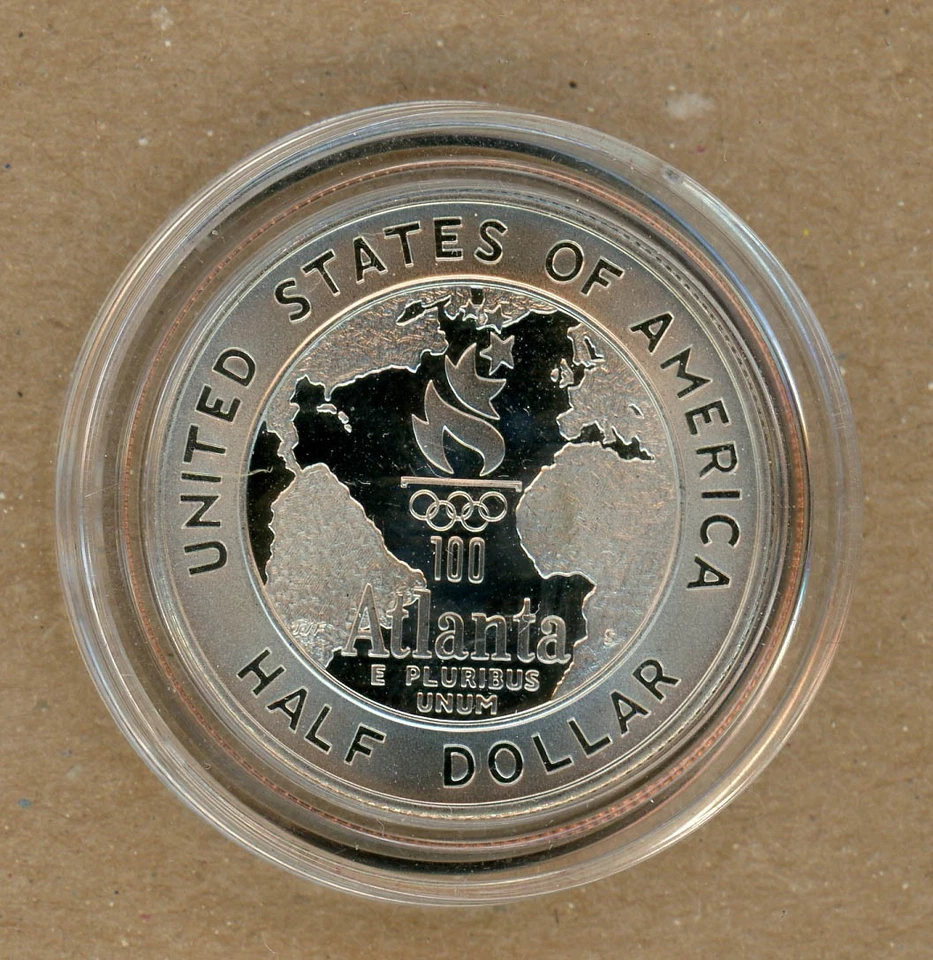 UNITED STATES OF AMERICA
100
Atlanta
E PLURIBUS
UNUM
S
HALF DOLLAR